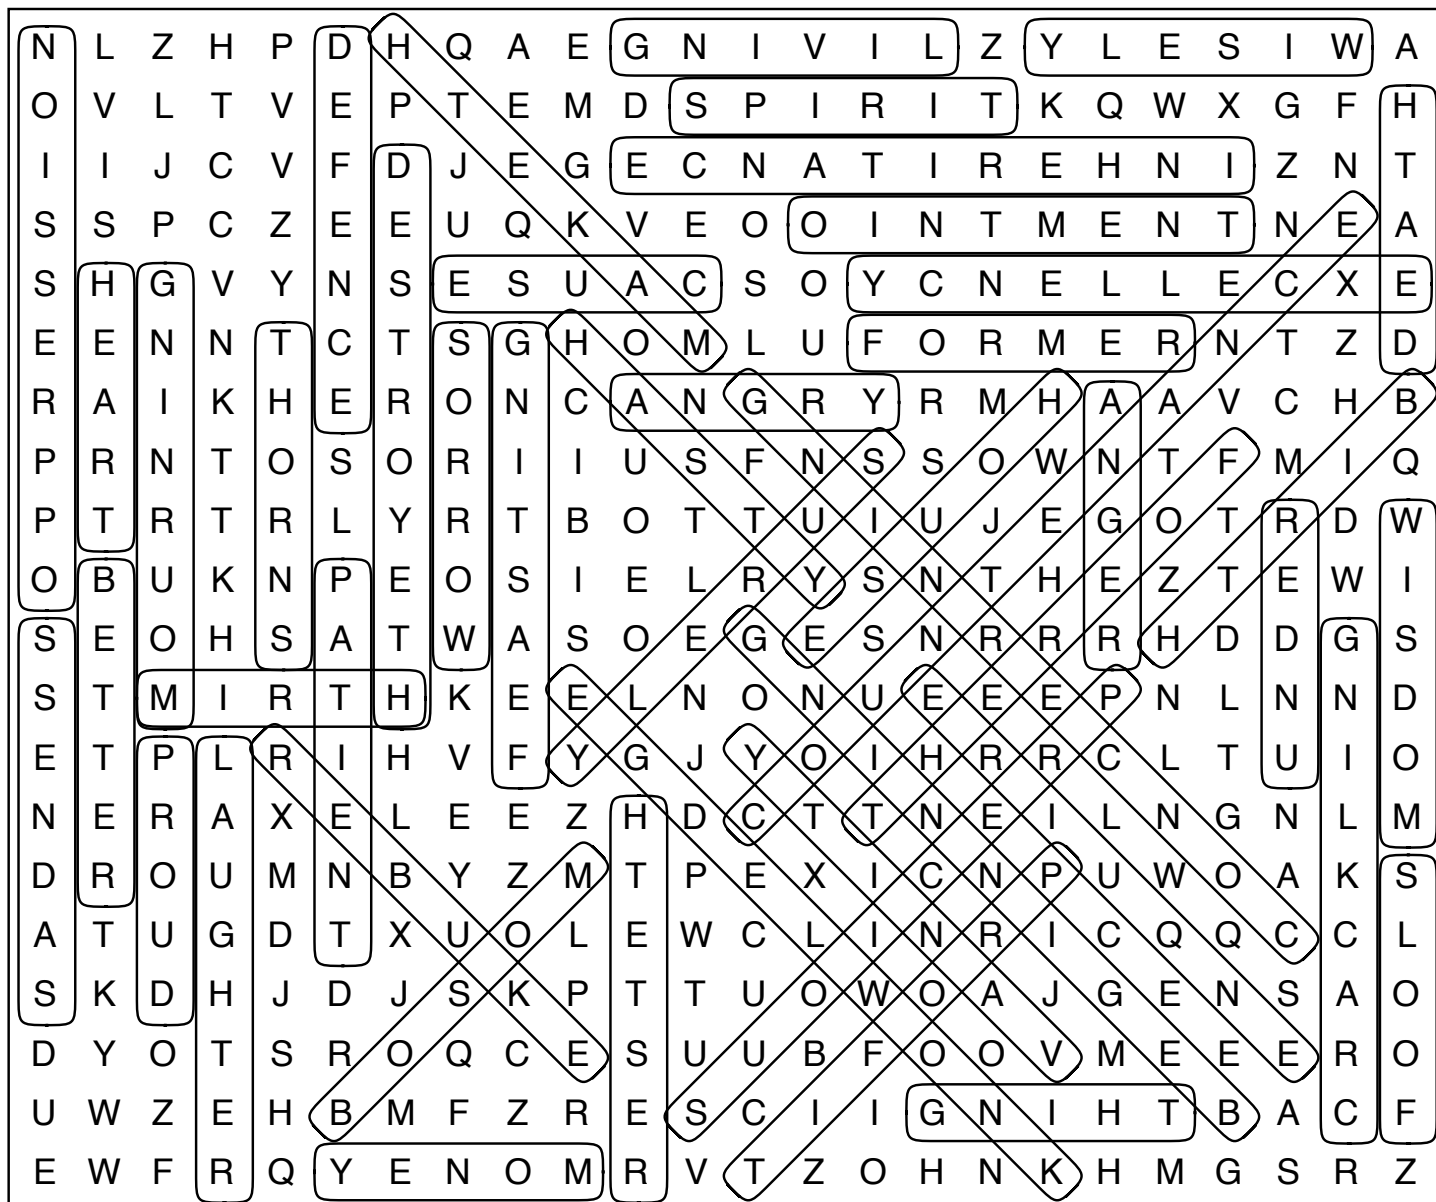 N L Z H P D H Q A E G N I V I L Z Y L E S I W A
O V L T V E P T E M D S P I R I T K Q W X G F H
I I J C V F D J E G E C N A T I R E H N I Z N T
S S P C Z E E U Q K V E O O I N T M E N T N E A
S H G V Y N S E S U A C S O Y C N E L L E C X E
E E N N T C T S G H O M L U F O R M E R N T Z D
R A I K H E R O N C A N G R Y R M H A A V C H B
P R N T O S O R I I U S F N S S O W N T F M I Q
P T R T R L Y R T B O T T U I U J E G O T R D W
O B U K N P E O S I E L R Y S N T H E Z T E W I
S E O H S A T W A S O E G E S N R R R H D D G S
S T M I R T H K E E L N O N U E E E P N L N N D
E T P L R I H V F Y G J Y O I H R R C L T U I O
N E R A X E L E E Z H D C T T N E I L N G N L M
D R O U M N B Y Z M T P E X I C N P U W O A K S
A T U G D T X U O L E W C L I N R I C Q Q C C L
S K D H J D J S K P T T U O W O A J G E N S A O
D Y O T S R O Q C E S U U B F O O V M E E E R O
U W Z E H B M F Z R E S C I I G N I H T B A C F
E W F R Q Y E N O M R V T Z O H N K H M G S R Z